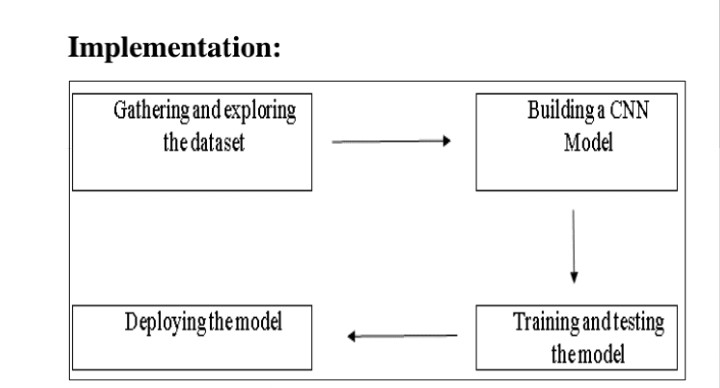 Implementation:
Gathering and exploring
the dataset
Building a CNN
Model
Training and testing
the model
Deploying the model